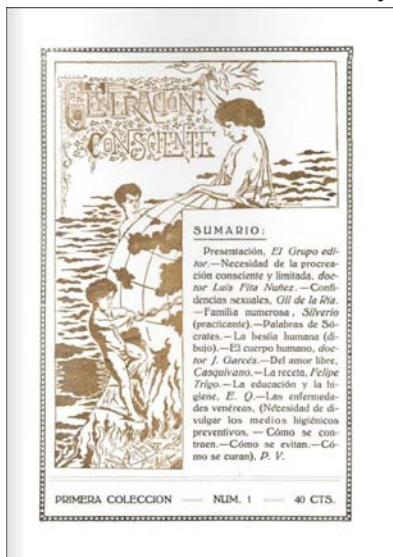 GENERACION
CONSCIENTE
SUMARIO:
Presentación, El Grupo edi-
tor.—Necesidad de la procrea-
ción consciente y limitada, doc-
tor Luis Fita Nuñez.—Confi-
dencias sexuales, Gil de la Ría.
—Familia numerosa, Silverio
(practicante).—Palabras de Só-
crates.—La bestia humana (di-
bujo).—El cuerpo humano, doc-
tor J. Garcés.—Del amor libre,
Casquivano.—La receta, Felipe
Trigo.—La educación y la hi-
giene, E. Q.—Las enfermeda-
des venéreas, (Necesidad de di-
vulgar los medios higiénicos
preventivos.—Cómo se con-
traen.—Cómo se evitan.—Có-
mo se curan), P. V.
PRIMERA COLECCION — NUM. 1 — 40 CTS.